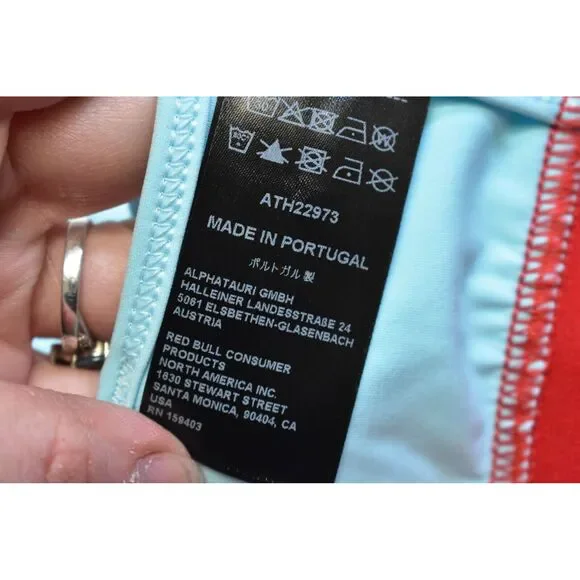 ATH22973
MADE IN PORTUGAL
ポルトガル製
ALPHATAURI GMBH
HALLEINER LANDESSTRAßE 24
5061 ELSBETHEN-GLASENBACH
AUSTRIA
RED BULL CONSUMER
PRODUCTS
NORTH AMERICA INC.
1630 STEWART STREET
SANTA MONICA, 90404, CA
USA
RN 159403